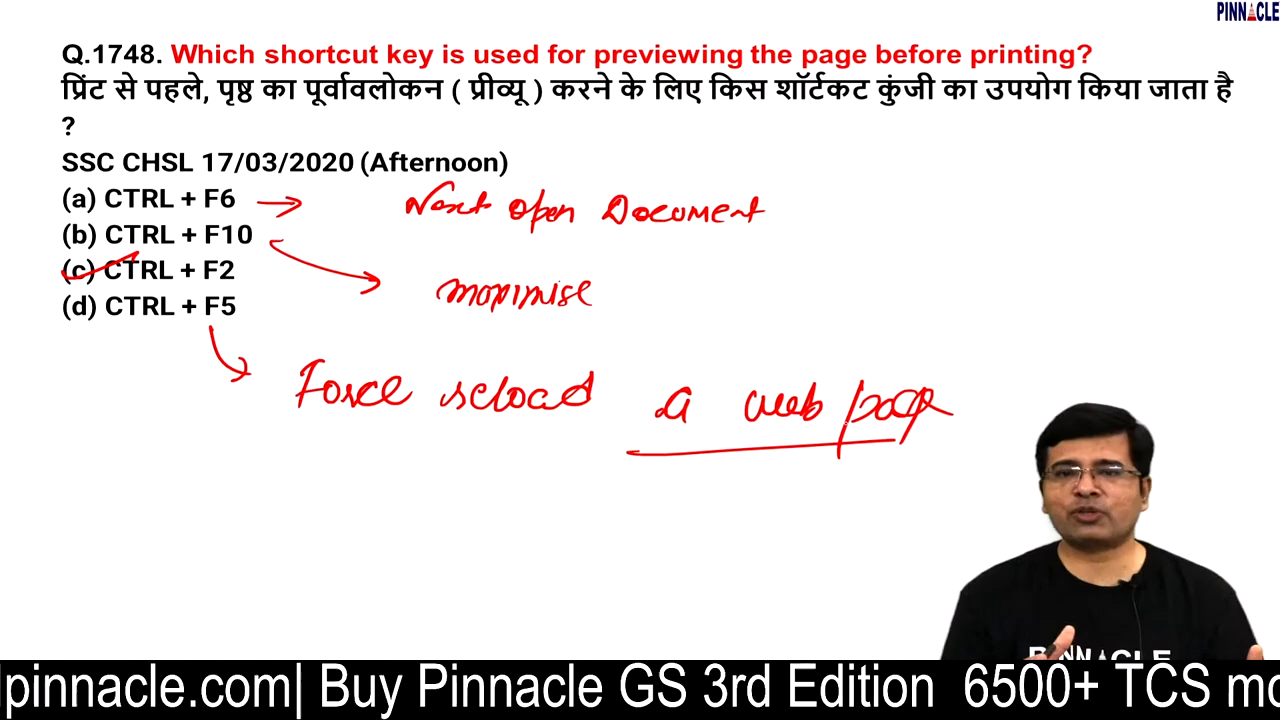 PINNACLE
Q.1748. Which shortcut key is used for previewing the page before printing?
प्रिंट से पहले, पृष्ठ का पूर्वावलोकन ( प्रीव्यू ) करने के लिए किस शॉर्टकट कुंजी का उपयोग किया जाता है
?
SSC CHSL 17/03/2020 (Afternoon)
(a) CTRL + F6
Next open Document
(b) CTRL + F10
(c) CTRL + F2
maximise
(d) CTRL + F5
Force reload a web page
PINNACLE
pinnacle.com| Buy Pinnacle GS 3rd Edition 6500+ TCS mo